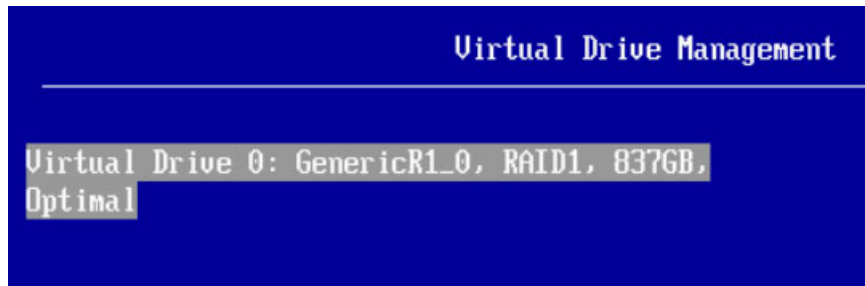 Virtual Drive Management
Virtual Drive 0: GenericR1_0, RAID1, 837GB,
Optimal